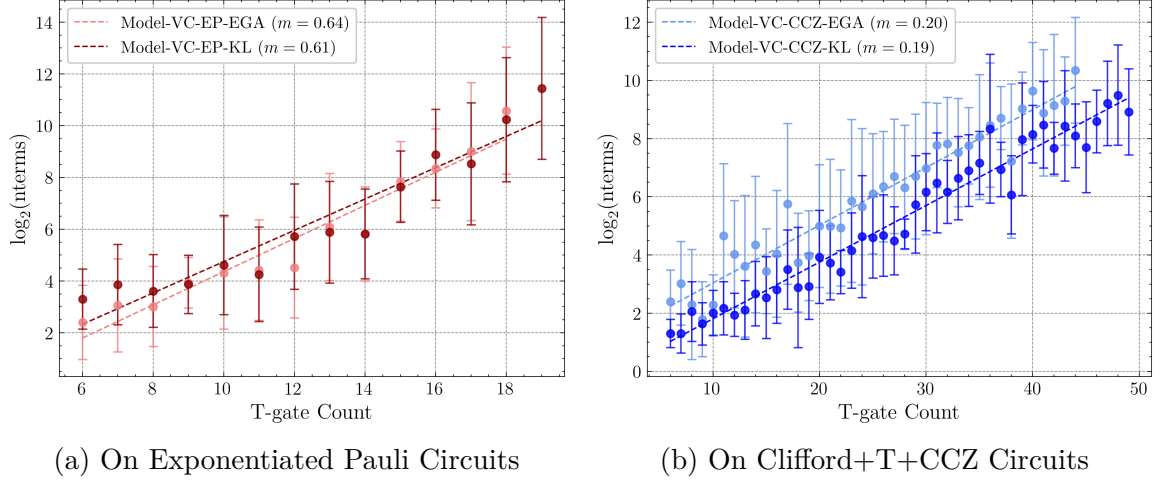 Model-VC-EP-EGA (m = 0.64)
Model-VC-EP-KL (m = 0.61)
14
12
10
8
6
4
2
log₂(nterms)
6 8 10 12 14 16 18
T-gate Count
(a) On Exponentiated Pauli Circuits
Model-VC-CCZ-EGA (m = 0.20)
Model-VC-CCZ-KL (m = 0.19)
12
10
8
6
4
2
0
log₂(nterms)
10 20 30 40 50
T-gate Count
(b) On Clifford+T+CCZ Circuits